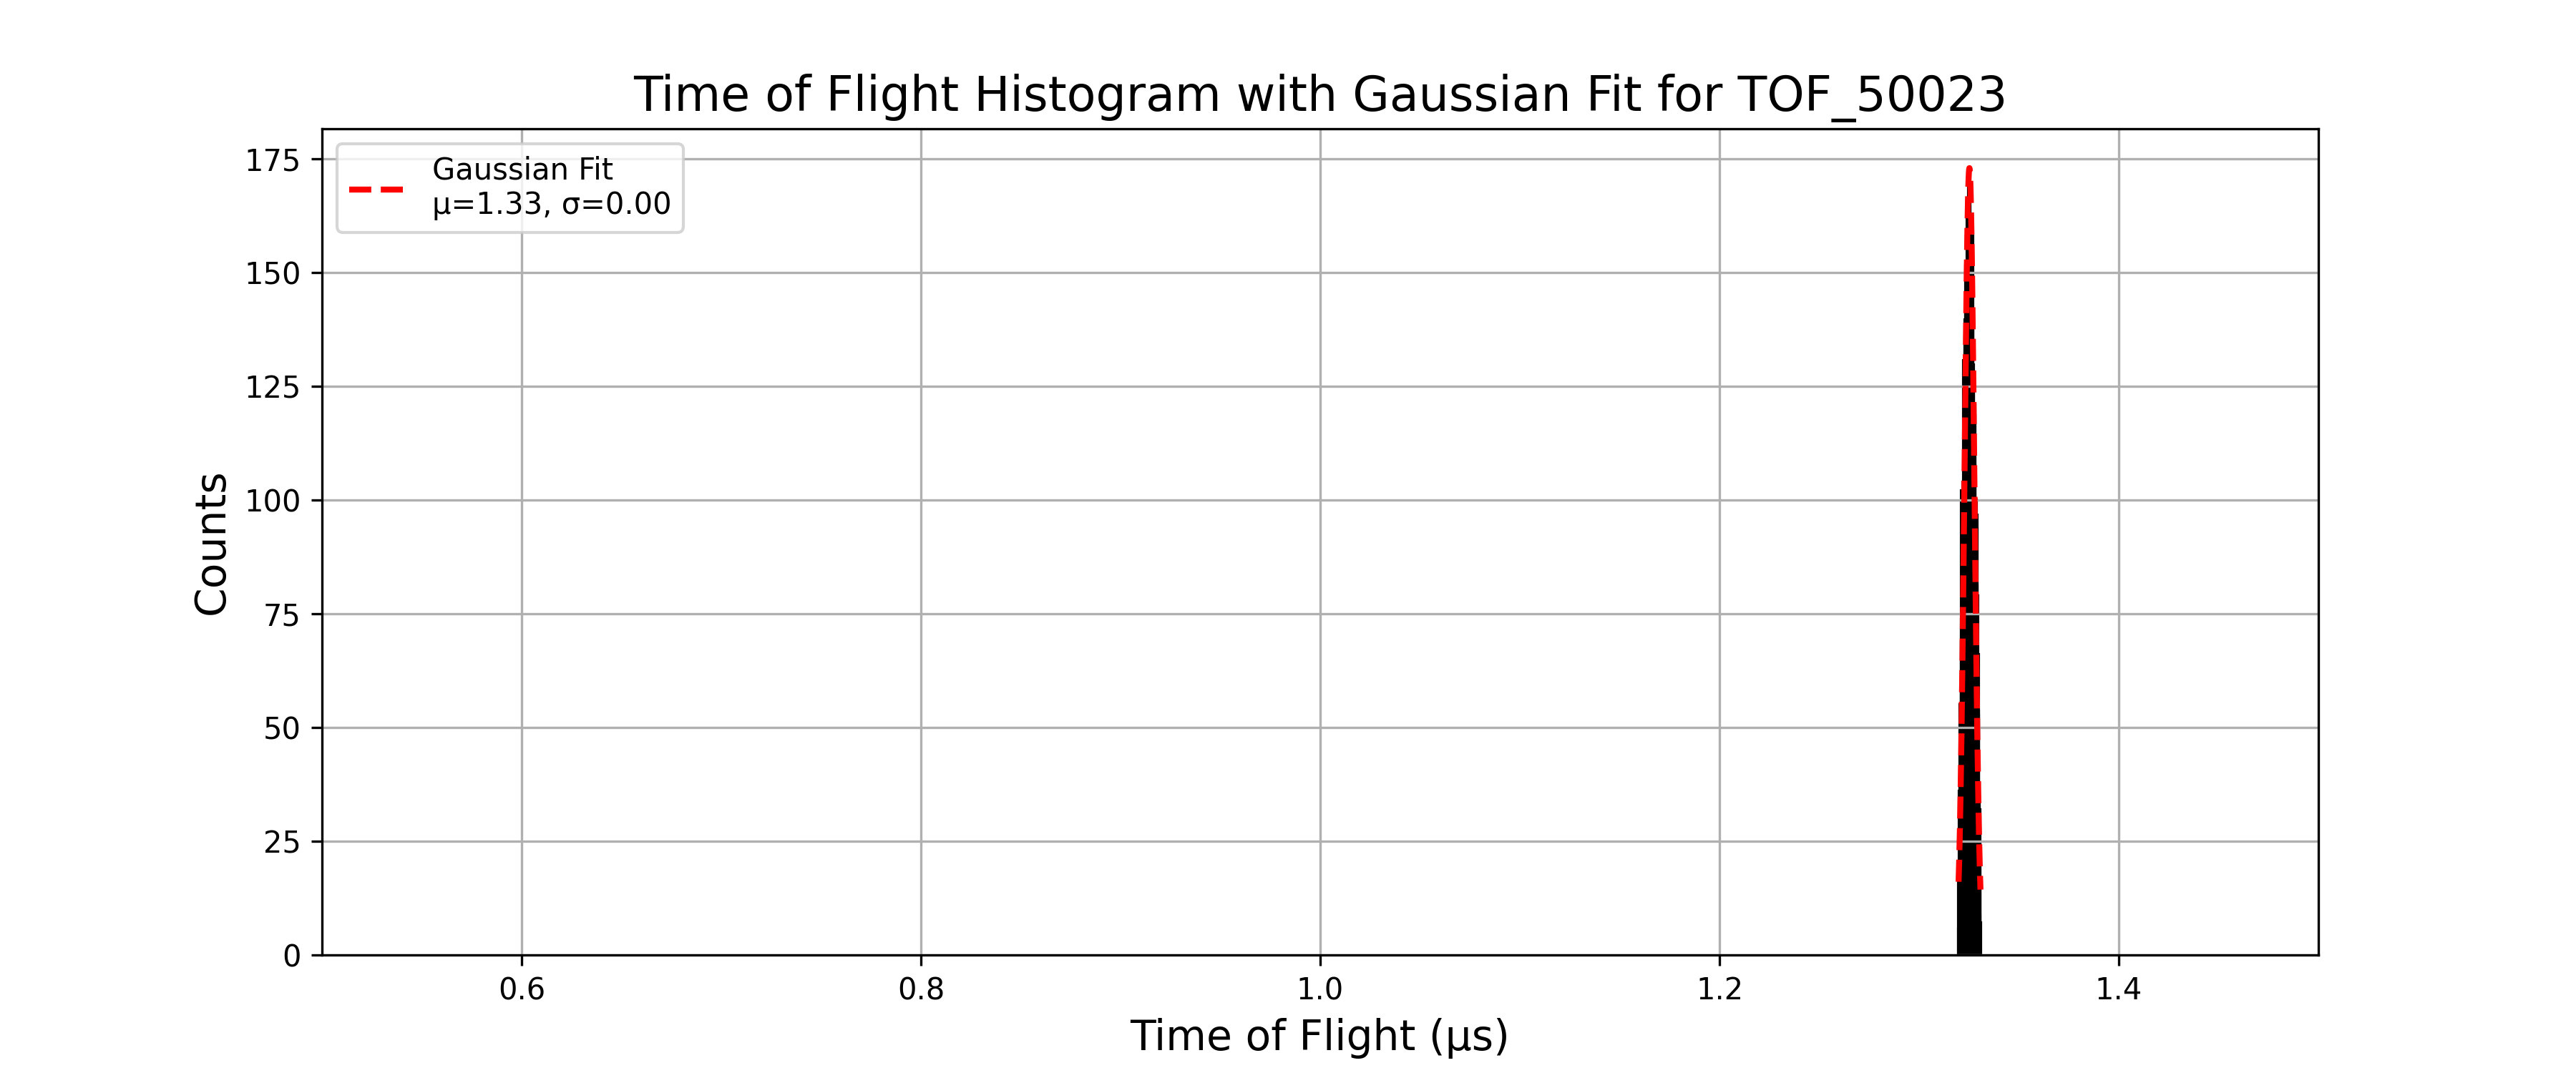 Time of Flight Histogram with Gaussian Fit for TOF_50023
Gaussian Fit
μ=1.33, σ=0.00
175
150
125
100
75
50
25
0
Counts
0.6
0.8
1.0
1.2
1.4
Time of Flight (μs)